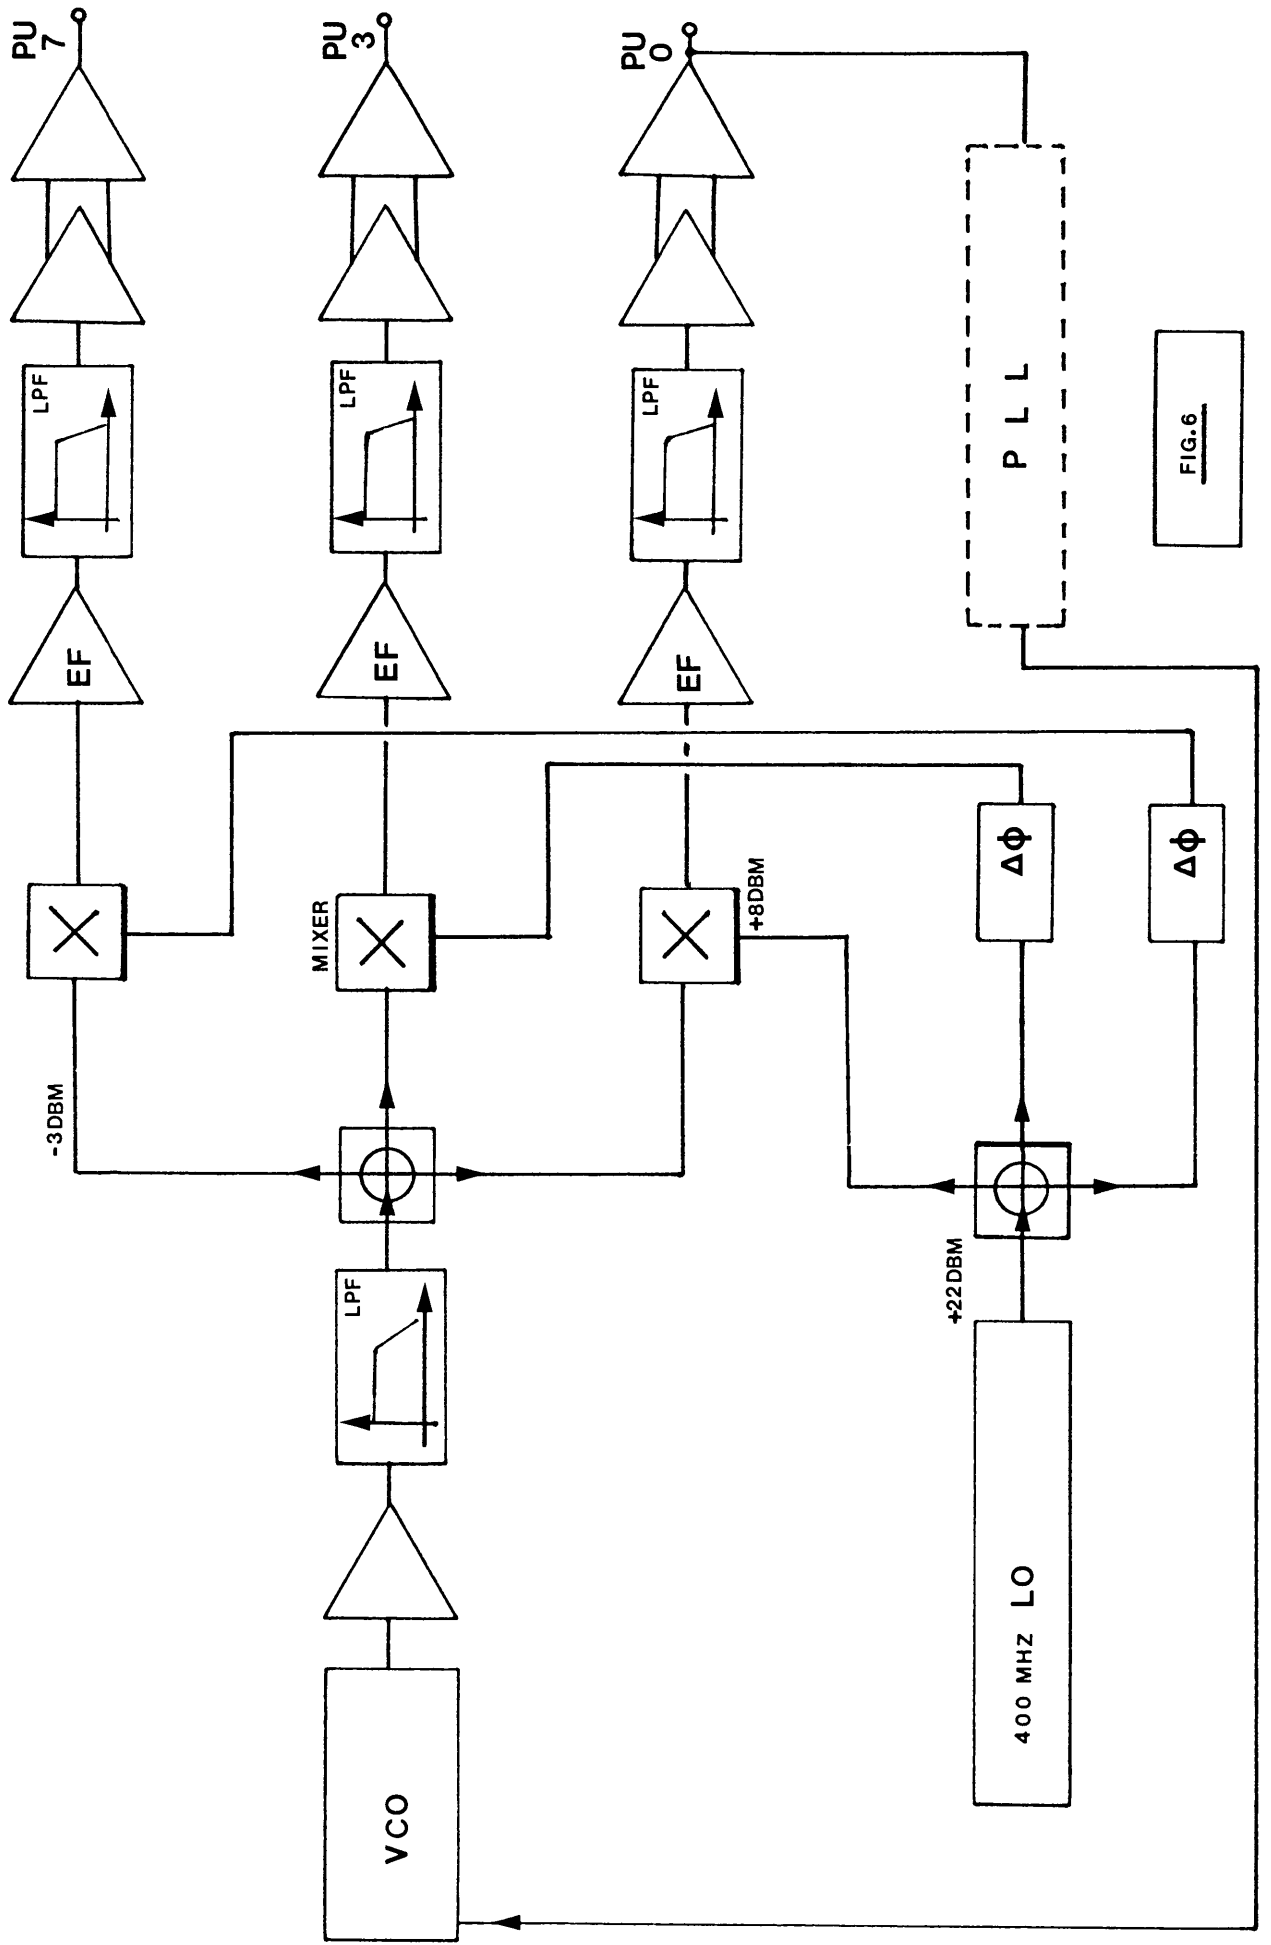 PU
7
PU
3
PU
0
LPF
LPF
LPF
EF
EF
EF
P L L
FIG.6
Δϕ
Δϕ
MIXER
+8DBM
-3DBM
+22DBM
LPF
VCO
400 MHZ LO